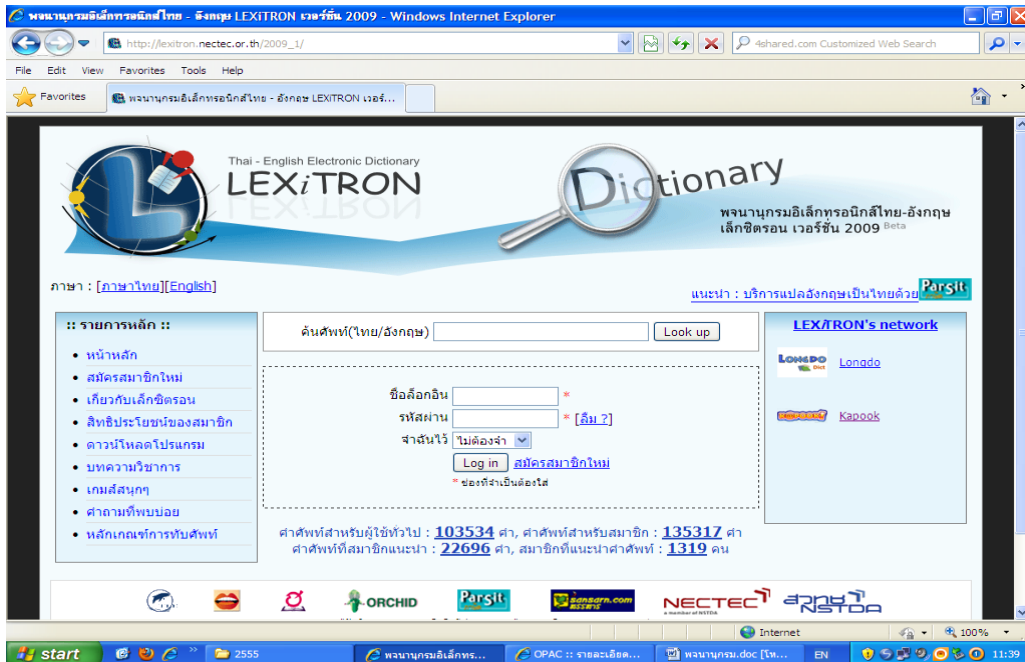 พจนานุกรมอิเล็กทรอนิกส์ไทย - อังกฤษ LEXiTRON เวอร์ชั่น 2009 - Windows Internet Explorer
http://lexitron.nectec.or.th/2009_1/
4shared.com Customized Web Search
File Edit View Favorites Tools Help
Favorites
พจนานุกรมอิเล็กทรอนิกส์ไทย - อังกฤษ LEXiTRON เวอร์...
Thai - English Electronic Dictionary
LEXiTRON
Dictionary
พจนานุกรมอิเล็กทรอนิกส์ไทย-อังกฤษ
เล็กซิตรอน เวอร์ชั่น 2009 Beta
ภาษา : [ภาษาไทย][English]
แนะนำ : บริการแปลอังกฤษเป็นไทยด้วย Parsit
:: รายการหลัก ::
หน้าหลัก
สมัครสมาชิกใหม่
เกี่ยวกับเล็กซิตรอน
สิทธิประโยชน์ของสมาชิก
ดาวน์โหลดโปรแกรม
บทความวิชาการ
เกมส์สนุกๆ
คำถามที่พบบ่อย
หลักเกณฑ์การทับศัพท์
ค้นศัพท์(ไทย/อังกฤษ) Look up
ชื่อล็อกอิน *
รหัสผ่าน * [ลืม ?]
จำฉันไว้ ไม่ต้องจำ
Log in สมัครสมาชิกใหม่
* ช่องที่จำเป็นต้องใส่
คำศัพท์สำหรับผู้ใช้ทั่วไป : 103534 คำ, คำศัพท์สำหรับสมาชิก : 135317 คำ
คำศัพท์ที่สมาชิกแนะนำ : 22696 คำ, สมาชิกที่แนะนำคำศัพท์ : 1319 คน
LEXiTRON's network
LONGDO Dict Longdo
Kapook
ORCHID Parsit sansarn.com สรรสาร NECTEC a member of NSTDA สวทช NSTDA
Internet 100%
start 2555 พจนานุกรมอิเล็กทร... OPAC :: รายละเอียด... พจนานุกรม.doc [โห... EN 11:39